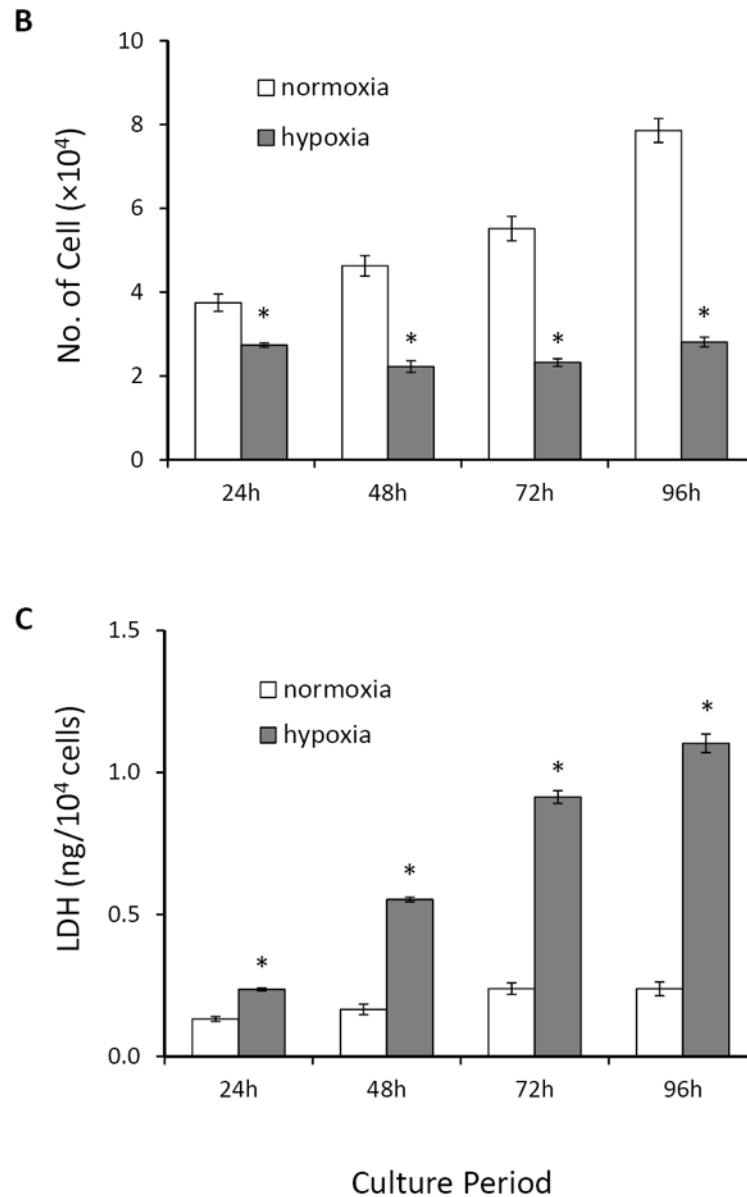 B
No. of Cell (×10⁴)
10
8
6
4
2
0
normoxia
hypoxia
*
*
*
*
24h 48h 72h 96h
C
LDH (ng/10⁴ cells)
1.5
1.0
0.5
0.0
normoxia
hypoxia
*
*
*
*
24h 48h 72h 96h
Culture Period